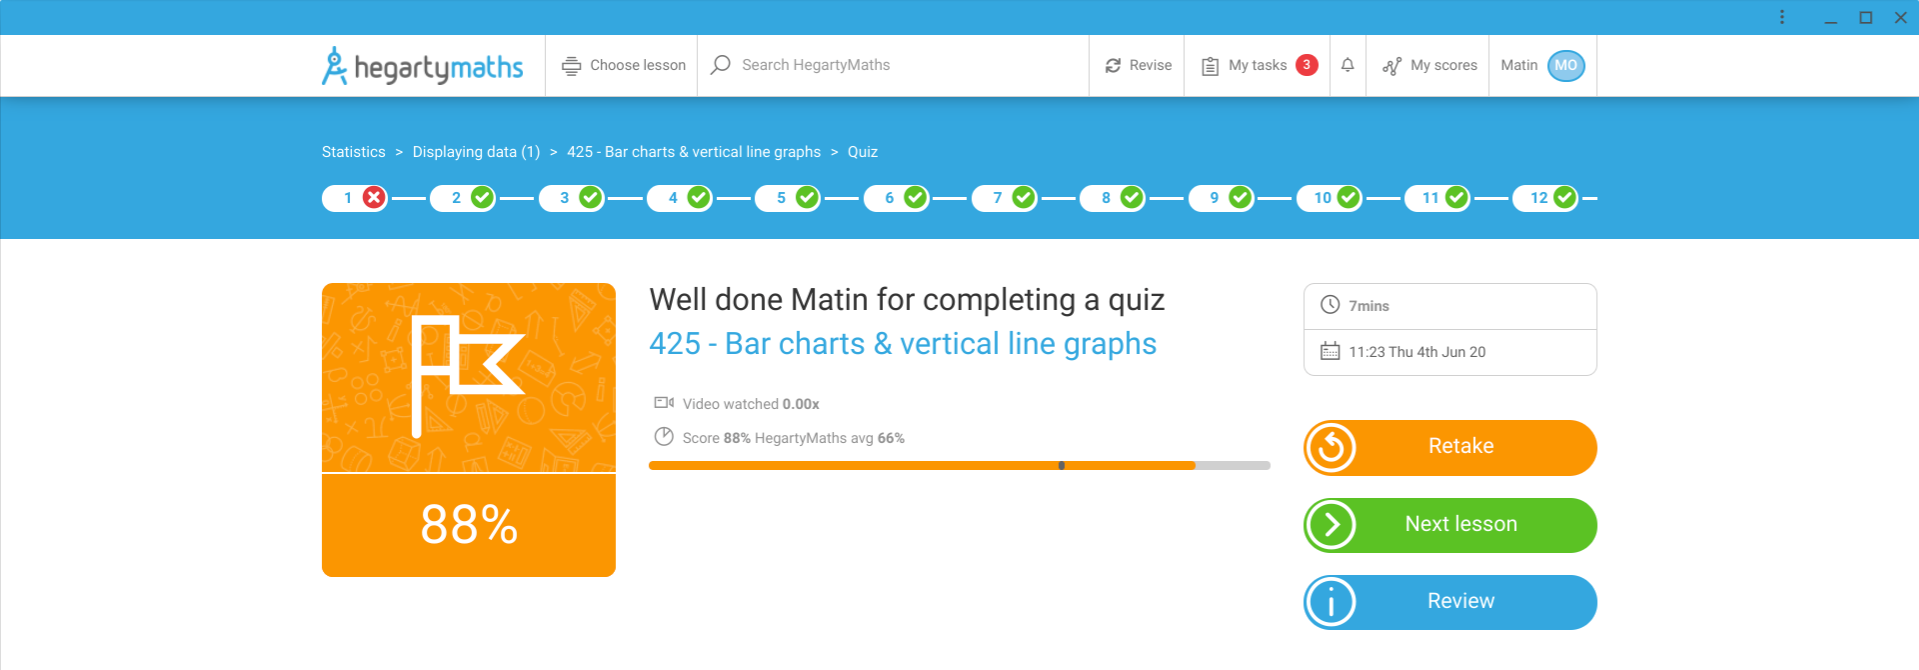 hegartymaths
Choose lesson
Search HegartyMaths
Revise
My tasks 3
My scores
Matin MO
Statistics > Displaying data (1) > 425 - Bar charts & vertical line graphs > Quiz
1 2 3 4 5 6 7 8 9 10 11 12
Well done Matin for completing a quiz
425 - Bar charts & vertical line graphs
Video watched 0.00x
Score 88% HegartyMaths avg 66%
88%
7mins
11:23 Thu 4th Jun 20
Retake
Next lesson
Review